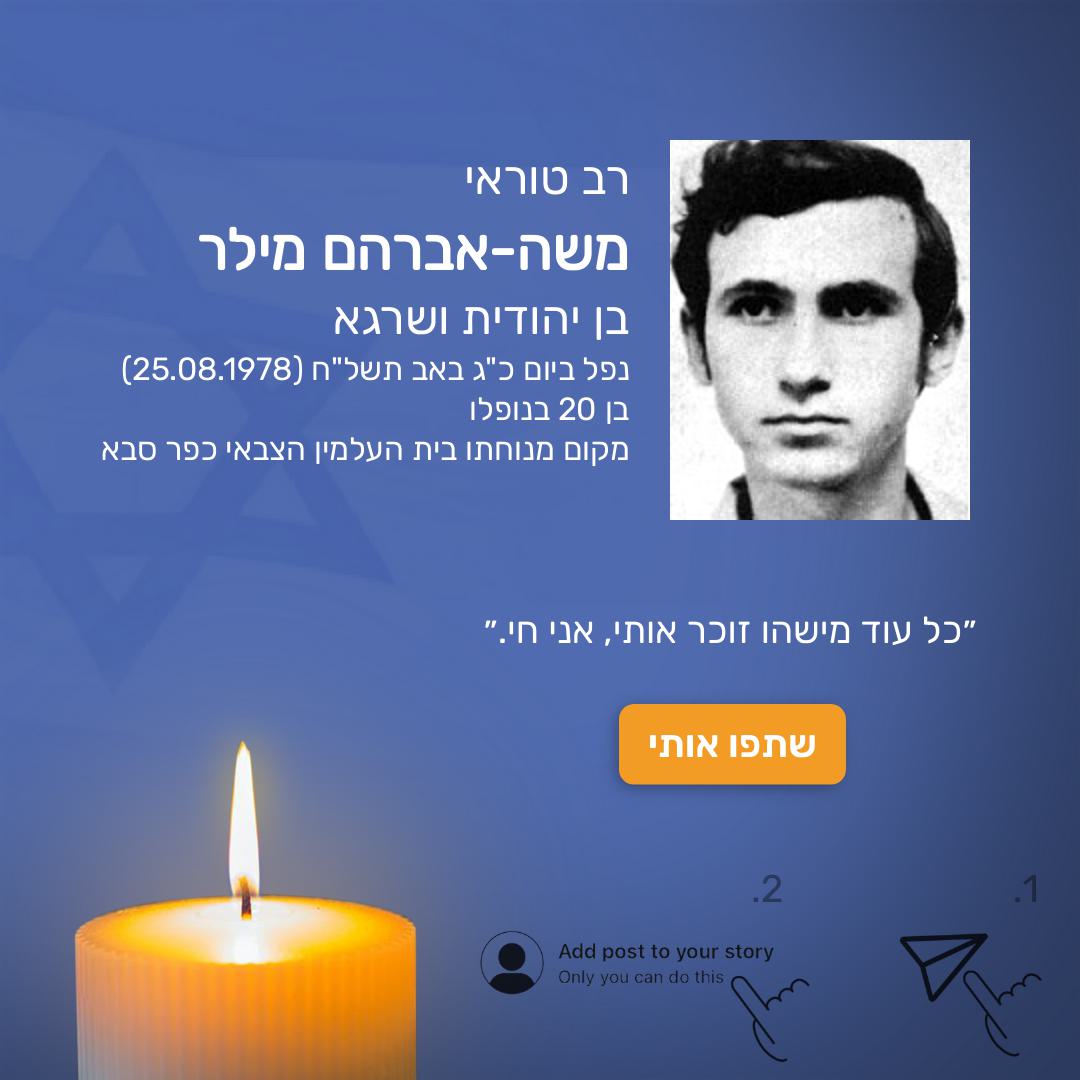 רב טוראי
משה-אברהם מילר
בן יהודית ושרגא
נפל ביום כ"ג באב תשל"ח (25.08.1978)
בן 20 בנופלו
מקום מנוחתו בית העלמין הצבאי כפר סבא
״כל עוד מישהו זוכר אותי, אני חי.״
שתפו אותי
1.
2.
Add post to your story
Only you can do this